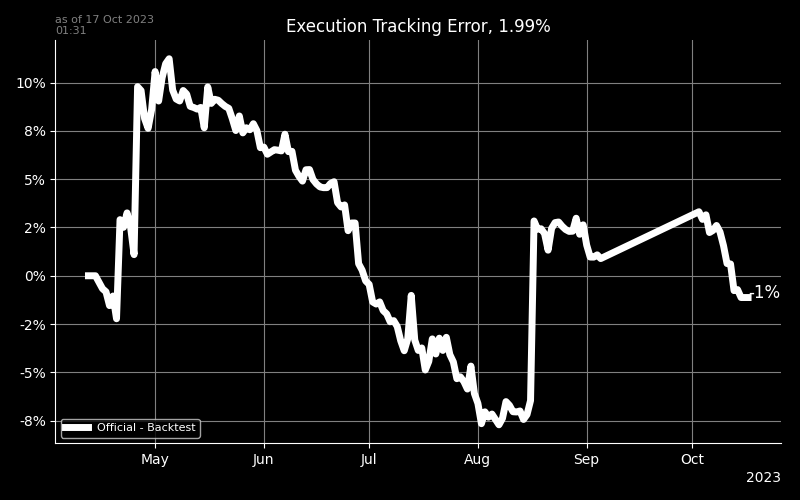 as of 17 Oct 2023
01:31
Execution Tracking Error, 1.99%
10%
8%
5%
2%
0%
-2%
-5%
-8%
-1%
Official - Backtest
May Jun Jul Aug Sep Oct
2023